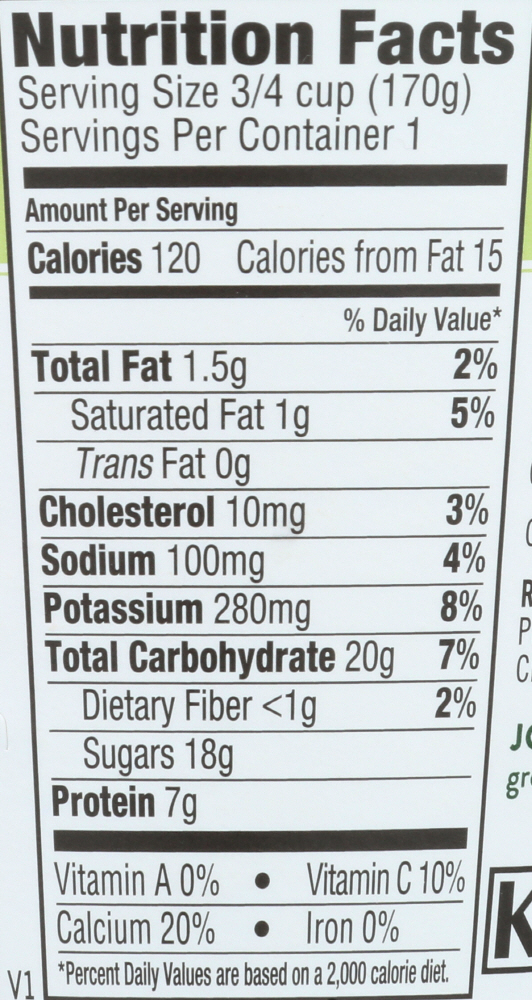 Nutrition Facts
Serving Size 3/4 cup (170g)
Servings Per Container 1
Amount Per Serving
Calories 120 Calories from Fat 15
% Daily Value*
Total Fat 1.5g 2%
Saturated Fat 1g 5%
Trans Fat 0g
Cholesterol 10mg 3%
Sodium 100mg 4%
Potassium 280mg 8%
Total Carbohydrate 20g 7%
Dietary Fiber <1g 2%
Sugars 18g
Protein 7g
Vitamin A 0% • Vitamin C 10%
Calcium 20% • Iron 0%
*Percent Daily Values are based on a 2,000 calorie diet.
V1
K